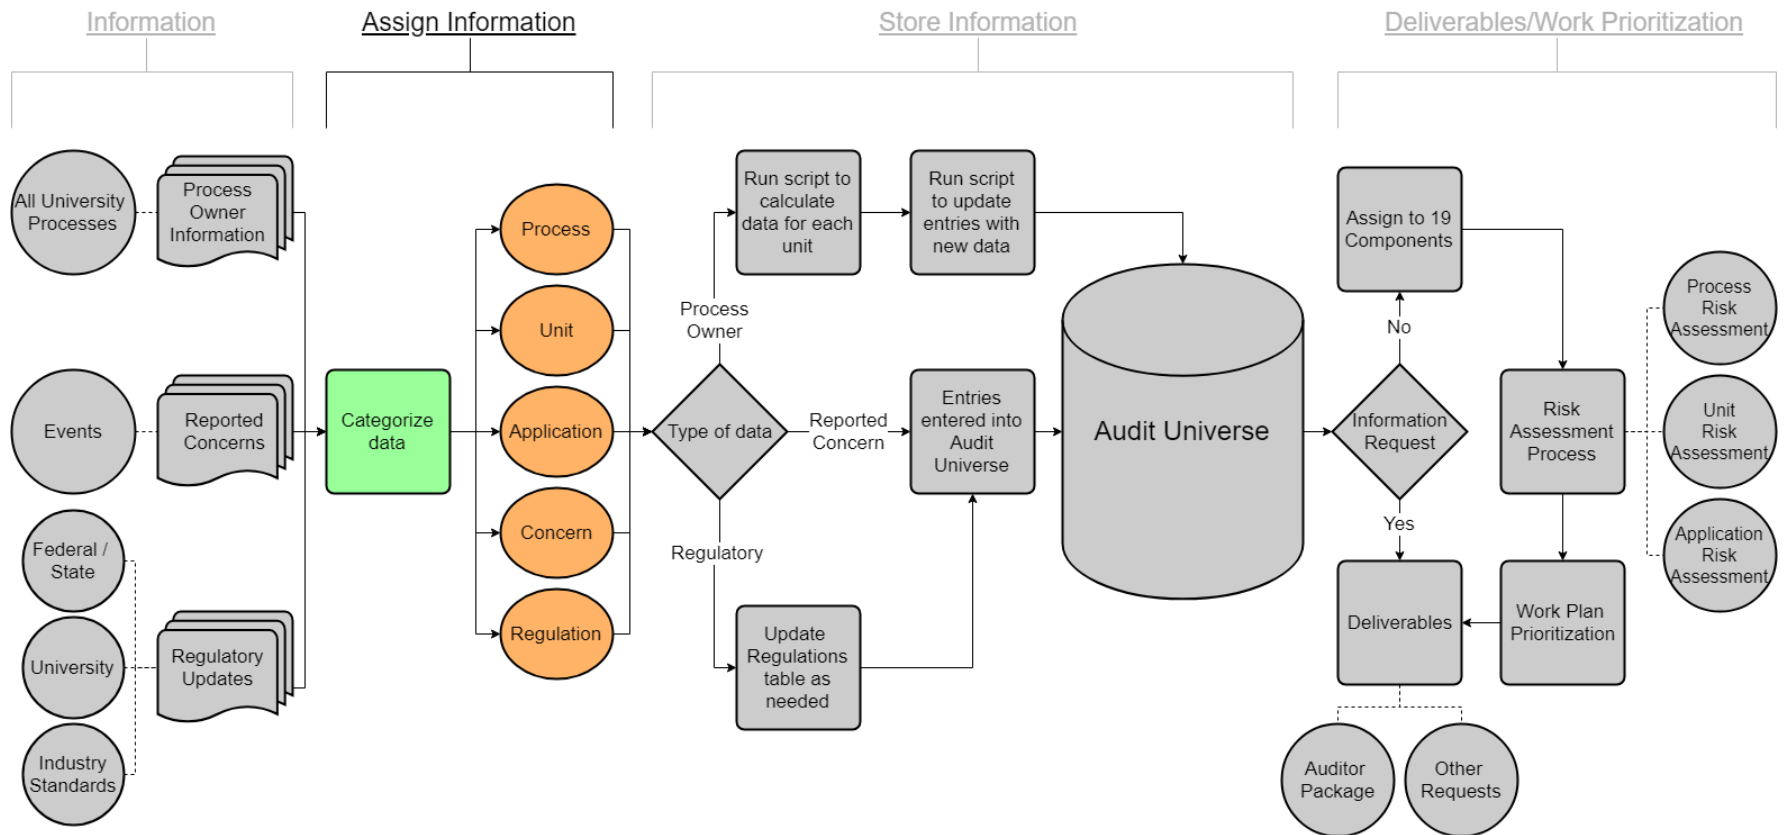 Information
Assign Information
Store Information
Deliverables/Work Prioritization
All University
Processes
Process
Owner
Information
Events
Reported
Concerns
Federal /
State
University
Industry
Standards
Regulatory
Updates
Categorize
data
Process
Unit
Application
Concern
Regulation
Type of data
Process
Owner
Reported
Concern
Regulatory
Run script to
calculate
data for each
unit
Run script
to update
entries with
new data
Entries
entered into
Audit
Universe
Update
Regulations
table as
needed
Audit Universe
Information
Request
No
Yes
Assign to 19
Components
Risk
Assessment
Process
Work Plan
Prioritization
Deliverables
Process
Risk
Assessment
Unit
Risk
Assessment
Application
Risk
Assessment
Auditor
Package
Other
Requests